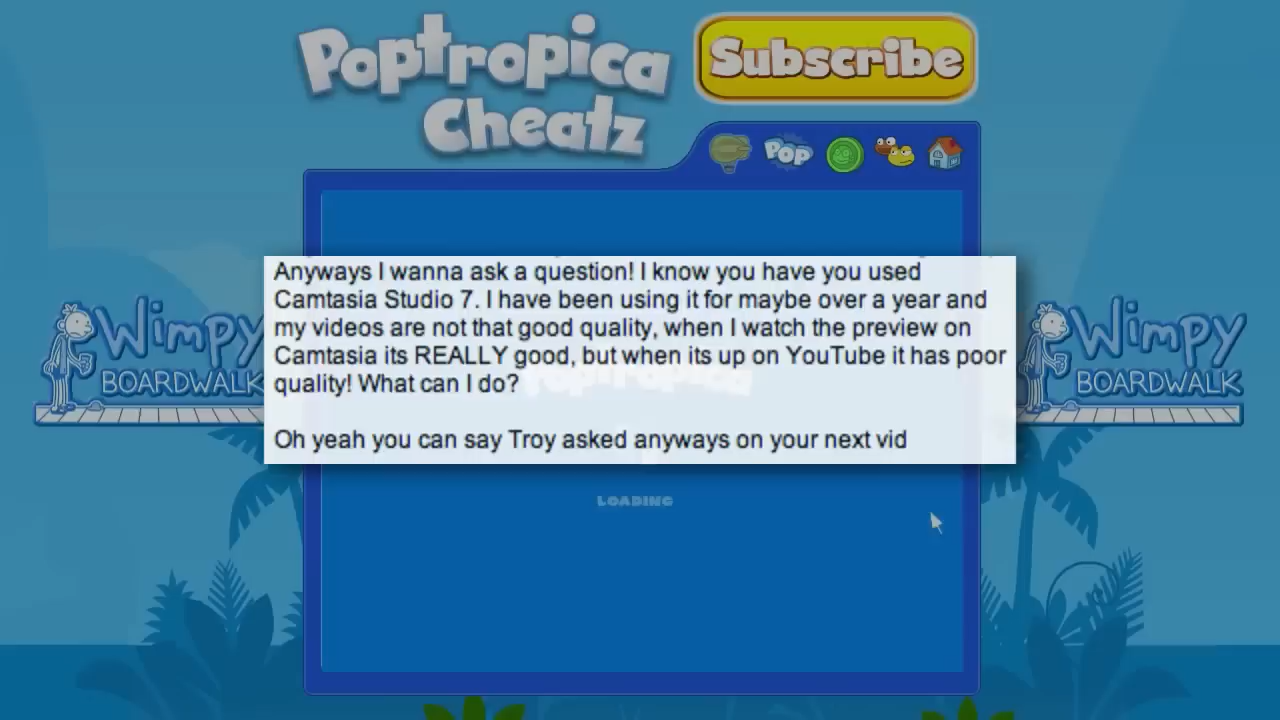 Poptropica
Cheatz
Subscribe
POP
Anyways I wanna ask a question! I know you have you used
Camtasia Studio 7. I have been using it for maybe over a year and
my videos are not that good quality, when I watch the preview on
Camtasia its REALLY good, but when its up on YouTube it has poor
quality! What can I do?
Oh yeah you can say Troy asked anyways on your next vid
Wimpy
BOARDWALK
Wimpy
BOARDWALK
LOADING